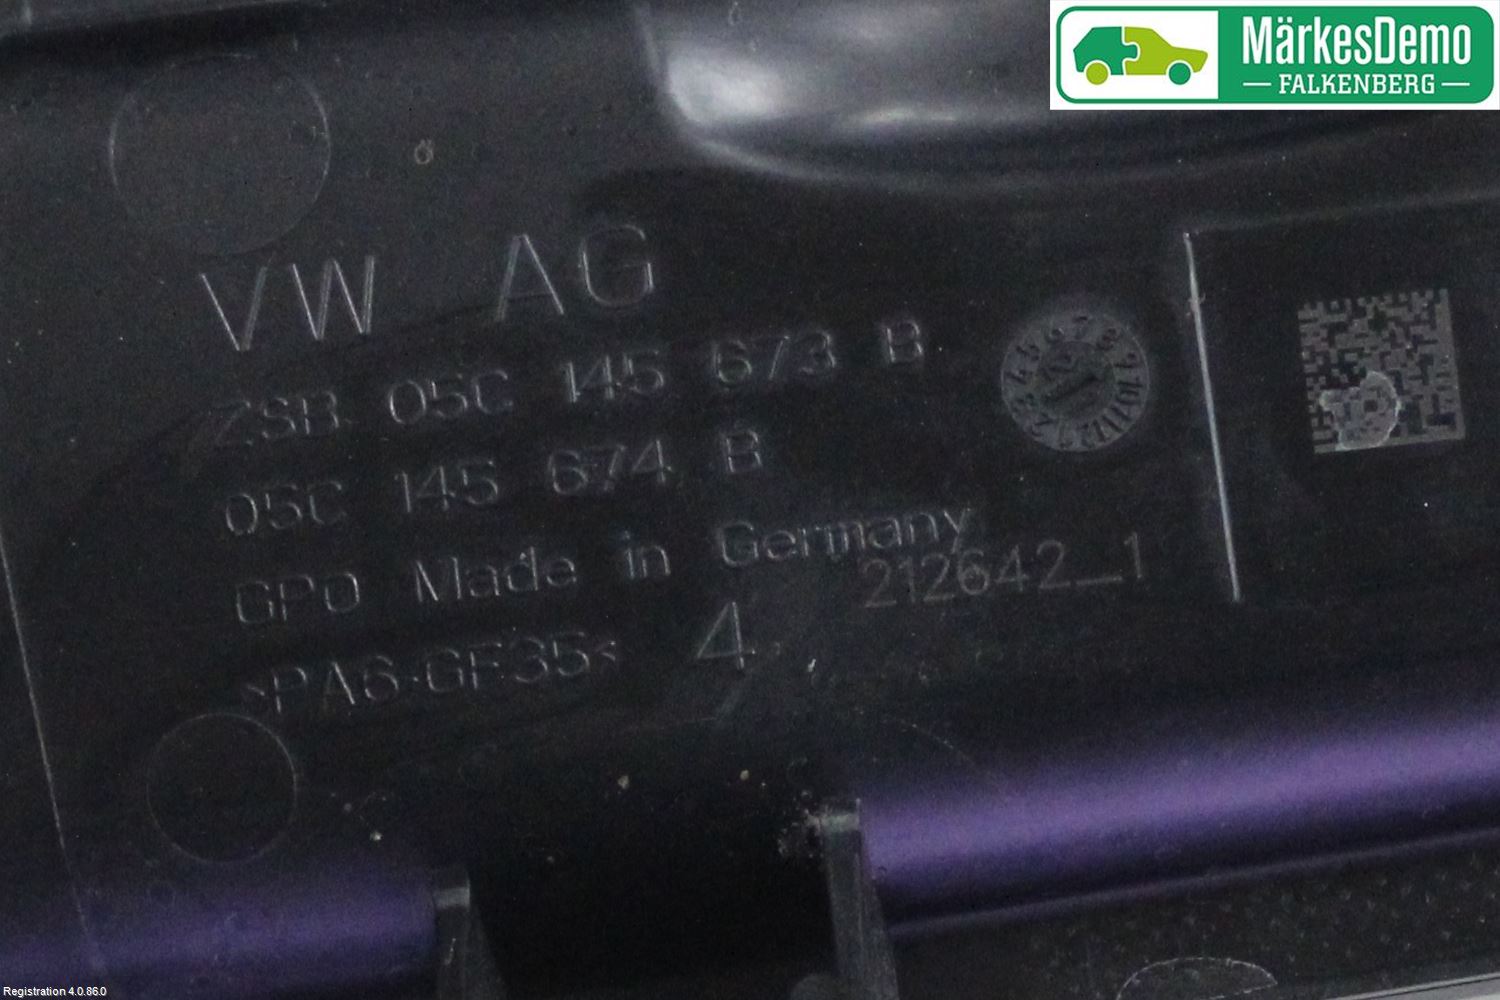 MärkesDemo
FALKENBERG
VW AG
ZSB 05C 145 673 B
05C 145 674 B
GPO Made in Germany
212642_1
>PA6-GF35< 4
Registration 4.0.86.0